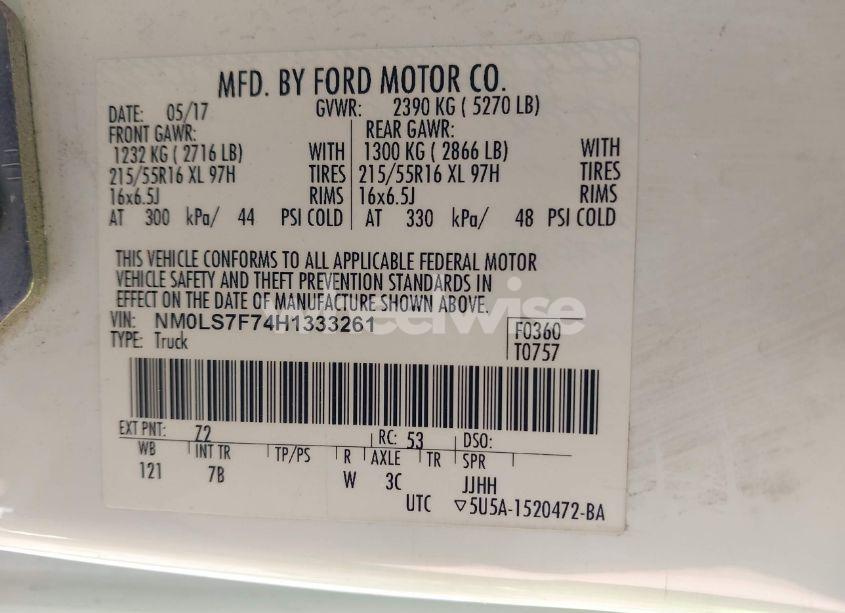 MFD. BY FORD MOTOR CO.
DATE: 05/17 GVWR: 2390 KG ( 5270 LB)
FRONT GAWR: REAR GAWR:
1232 KG ( 2716 LB) WITH 1300 KG ( 2866 LB) WITH
215/55R16 XL 97H TIRES 215/55R16 XL 97H TIRES
16x6.5J RIMS 16x6.5J RIMS
AT 300 kPa/ 44 PSI COLD AT 330 kPa/ 48 PSI COLD
THIS VEHICLE CONFORMS TO ALL APPLICABLE FEDERAL MOTOR
VEHICLE SAFETY AND THEFT PREVENTION STANDARDS IN
EFFECT ON THE DATE OF MANUFACTURE SHOWN ABOVE.
VIN: NM0LS7F74H1333261
TYPE: Truck
F0360
T0757
EXT PNT: 72 RC: 53 DSO:
WB INT TR TP/PS R AXLE TR SPR
121 7B W 3C JJHH
UTC ▽5U5A-1520472-BA